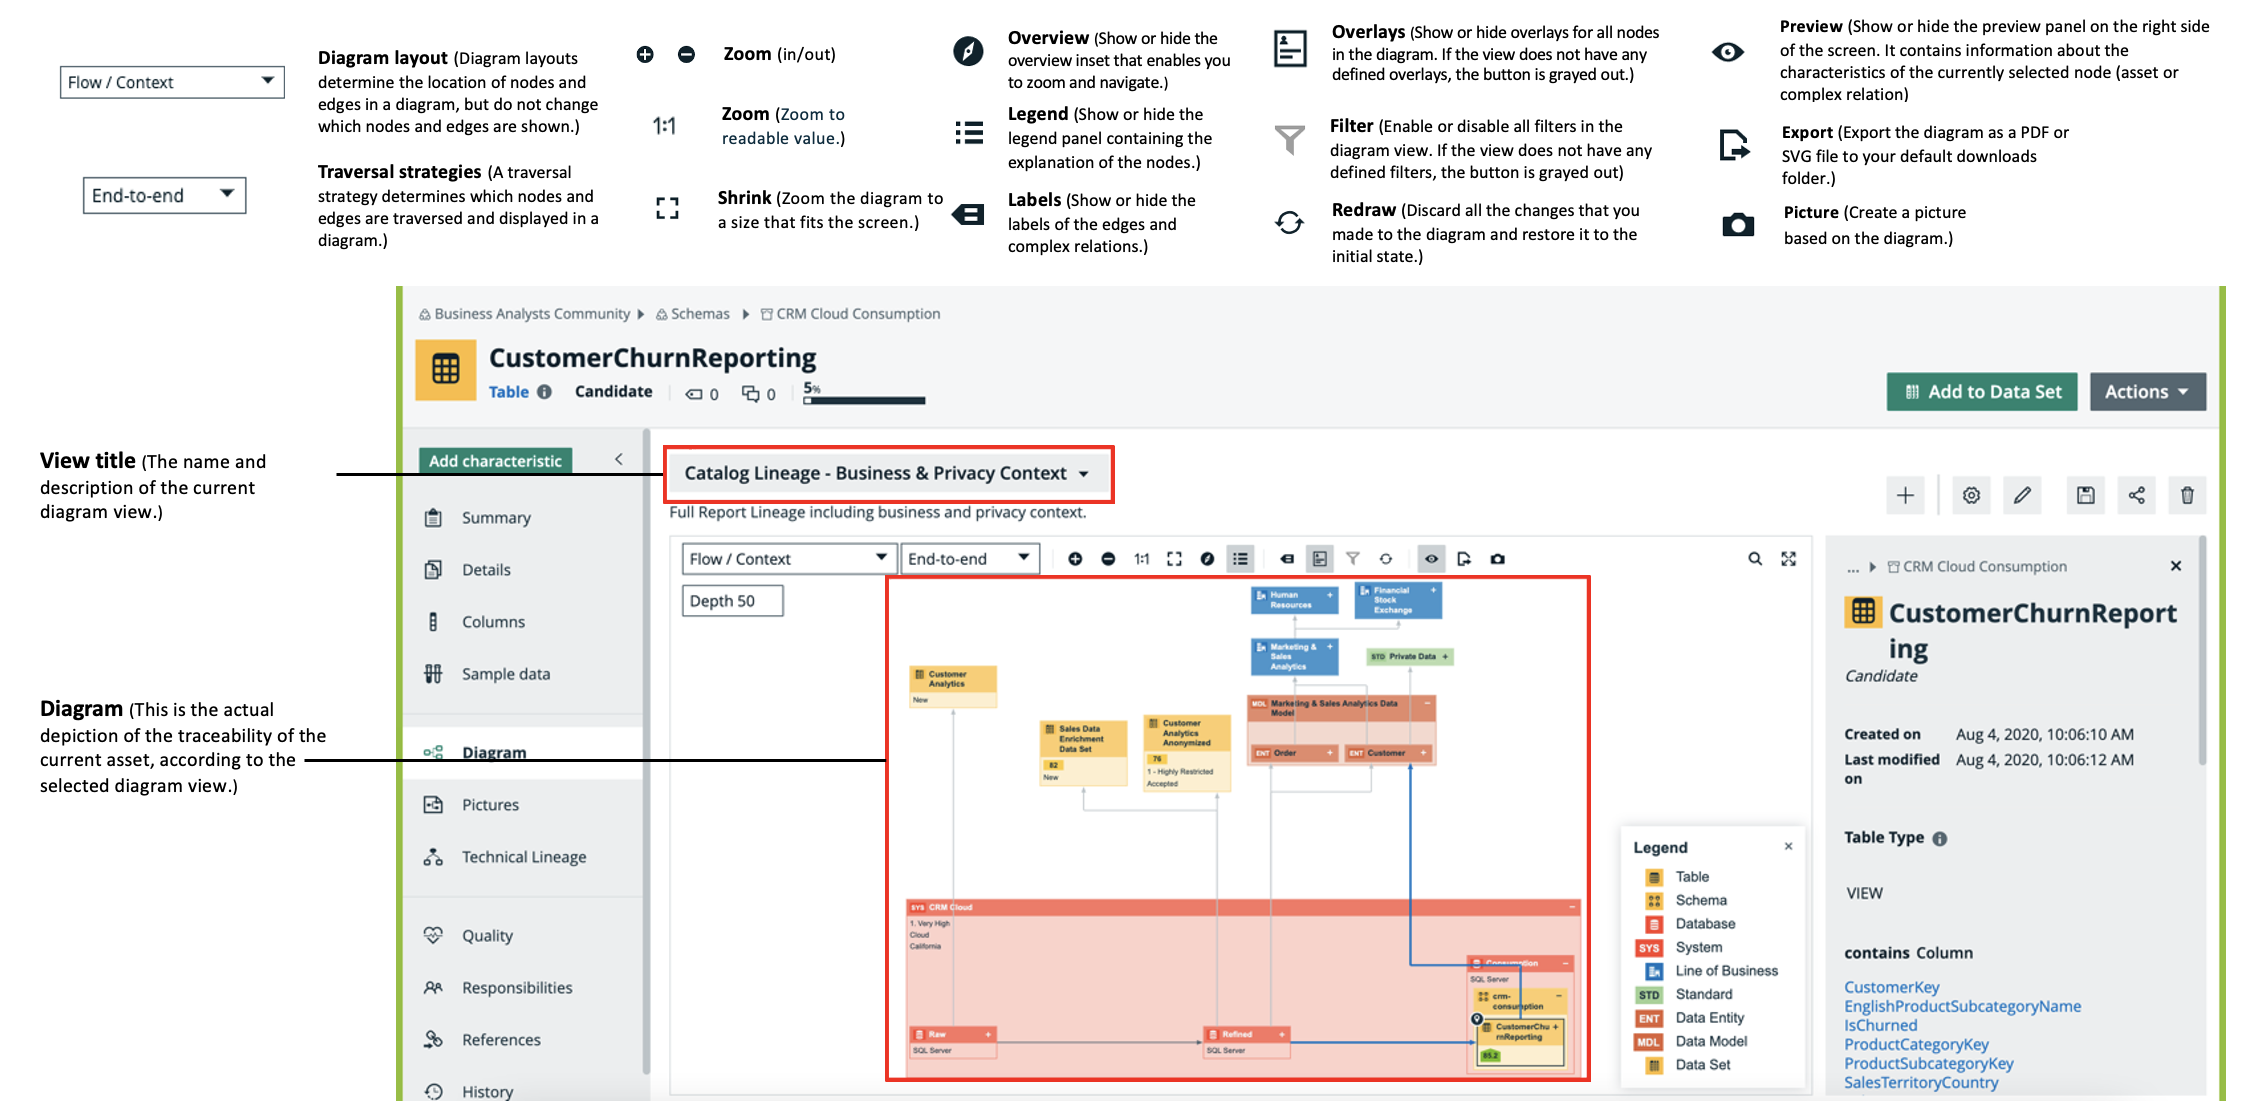 Flow / Context
Diagram layout (Diagram layouts
determine the location of nodes and
edges in a diagram, but do not change
which nodes and edges are shown.)
End-to-end
Traversal strategies (A traversal
strategy determines which nodes and
edges are traversed and displayed in a
diagram.)
Zoom (in/out)
1:1
Zoom (Zoom to
readable value.)
Shrink (Zoom the diagram to
a size that fits the screen.)
Overview (Show or hide the
overview inset that enables you
to zoom and navigate.)
Legend (Show or hide the
legend panel containing the
explanation of the nodes.)
Labels (Show or hide the
labels of the edges and
complex relations.)
Overlays (Show or hide overlays for all nodes
in the diagram. If the view does not have any
defined overlays, the button is grayed out.)
Filter (Enable or disable all filters in the
diagram view. If the view does not have any
defined filters, the button is grayed out)
Redraw (Discard all the changes that you
made to the diagram and restore it to the
initial state.)
Preview (Show or hide the preview panel on the right side
of the screen. It contains information about the
characteristics of the currently selected node (asset or
complex relation)
Export (Export the diagram as a PDF or
SVG file to your default downloads
folder.)
Picture (Create a picture
based on the diagram.)
Business Analysts Community
Schemas
CRM Cloud Consumption
CustomerChurnReporting
Table
Candidate
0
0
5%
Add to Data Set
Actions
View title (The name and
description of the current
diagram view.)
Diagram (This is the actual
depiction of the traceability of the
current asset, according to the
selected diagram view.)
Add characteristic
Summary
Details
Columns
Sample data
Diagram
Pictures
Technical Lineage
Quality
Responsibilities
References
History
Catalog Lineage - Business & Privacy Context
Full Report Lineage including business and privacy context.
Flow / Context
End-to-end
1:1
Depth 50
Human
Resources
Financial
Stock
Exchange
Marketing &
Sales
Analytics
STD Private Data
Customer
Analytics
New
Sales Data
Enrichment
Data Set
82
New
Customer
Analytics
Anonymized
76
1 - Highly Restricted
Accepted
MDL Marketing & Sales Analytics Data
Model
ENT Order
ENT Customer
SYS CRM Cloud
1. Very High
Cloud
California
Raw
SQL Server
Refined
SQL Server
Consumption
SQL Server
crm-
consumption
CustomerChu
rnReporting
85.2
Legend
Table
Schema
Database
SYS System
Line of Business
STD Standard
ENT Data Entity
MDL Data Model
Data Set
...
CRM Cloud Consumption
CustomerChurnReport
ing
Candidate
Created on Aug 4, 2020, 10:06:10 AM
Last modified Aug 4, 2020, 10:06:12 AM
on
Table Type
VIEW
contains Column
CustomerKey
EnglishProductSubcategoryName
IsChurned
ProductCategoryKey
ProductSubcategoryKey
SalesTerritoryCountry